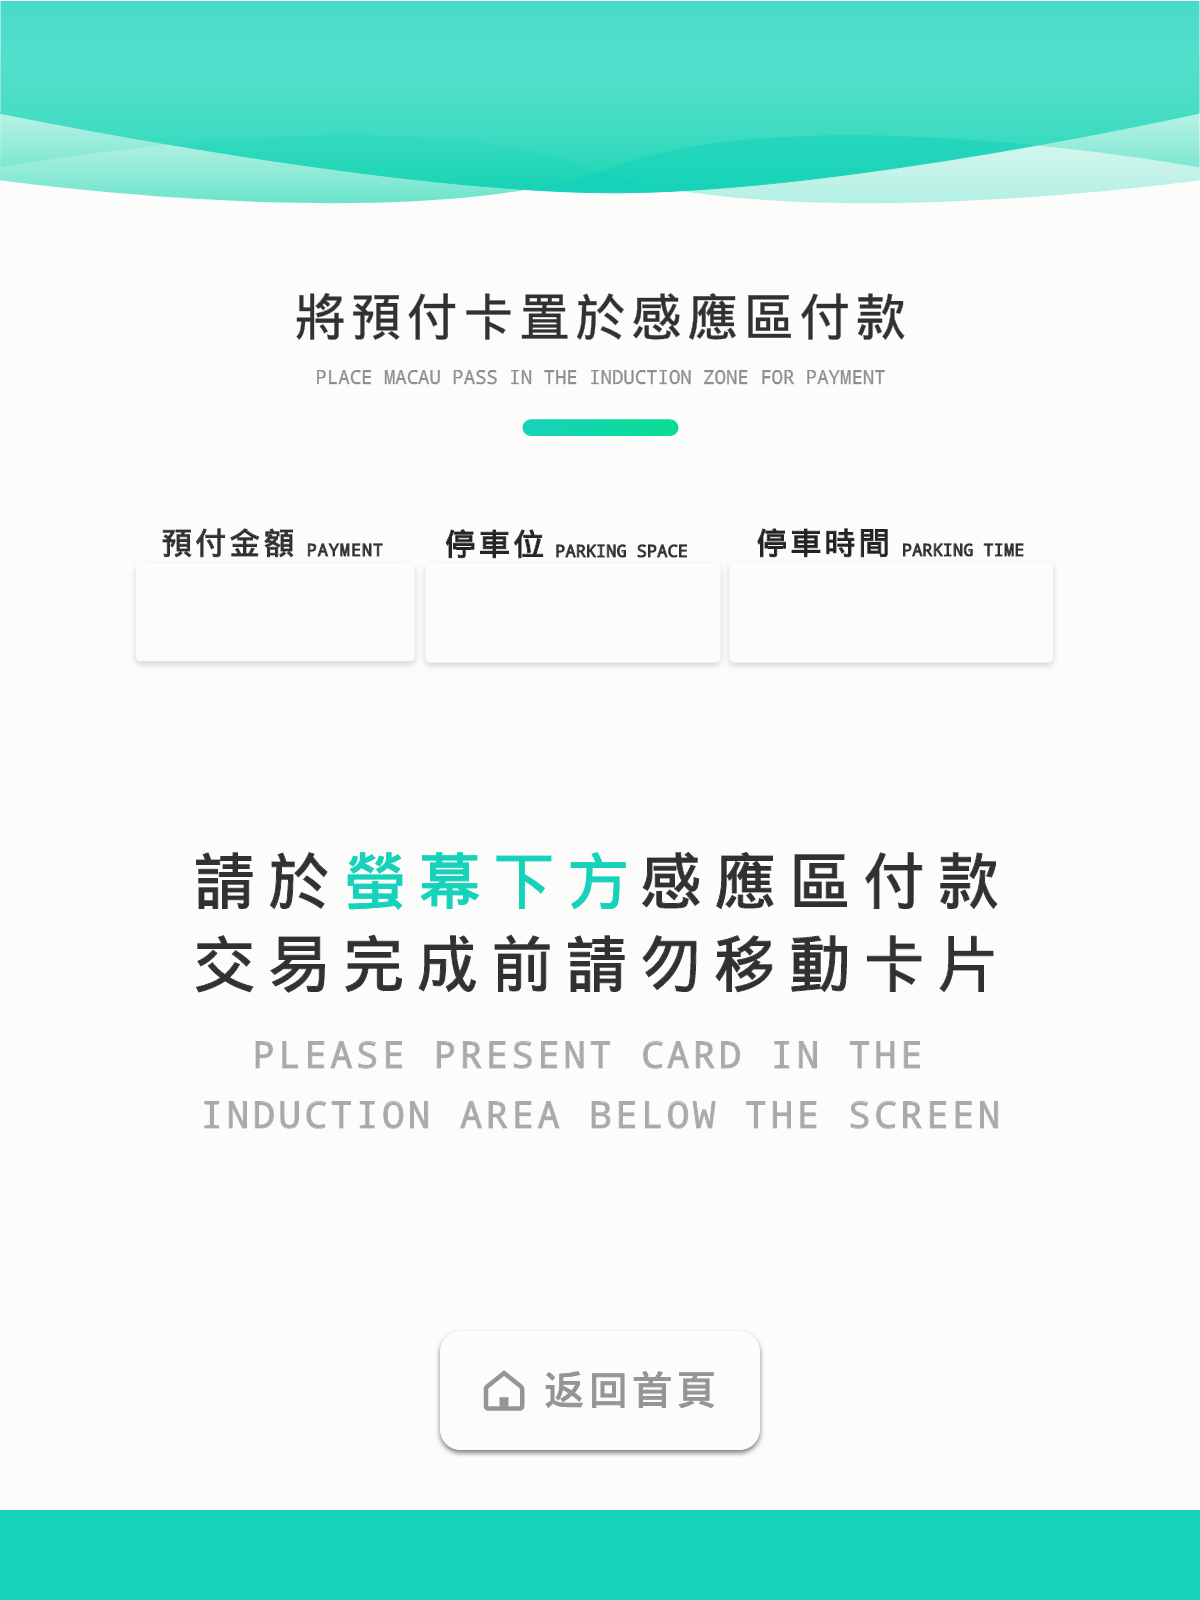 將預付卡置於感應區付款
PLACE MACAU PASS IN THE INDUCTION ZONE FOR PAYMENT
預付金額 PAYMENT
停車位 PARKING SPACE
停車時間 PARKING TIME
請於螢幕下方感應區付款
交易完成前請勿移動卡片
PLEASE PRESENT CARD IN THE
INDUCTION AREA BELOW THE SCREEN
返回首頁